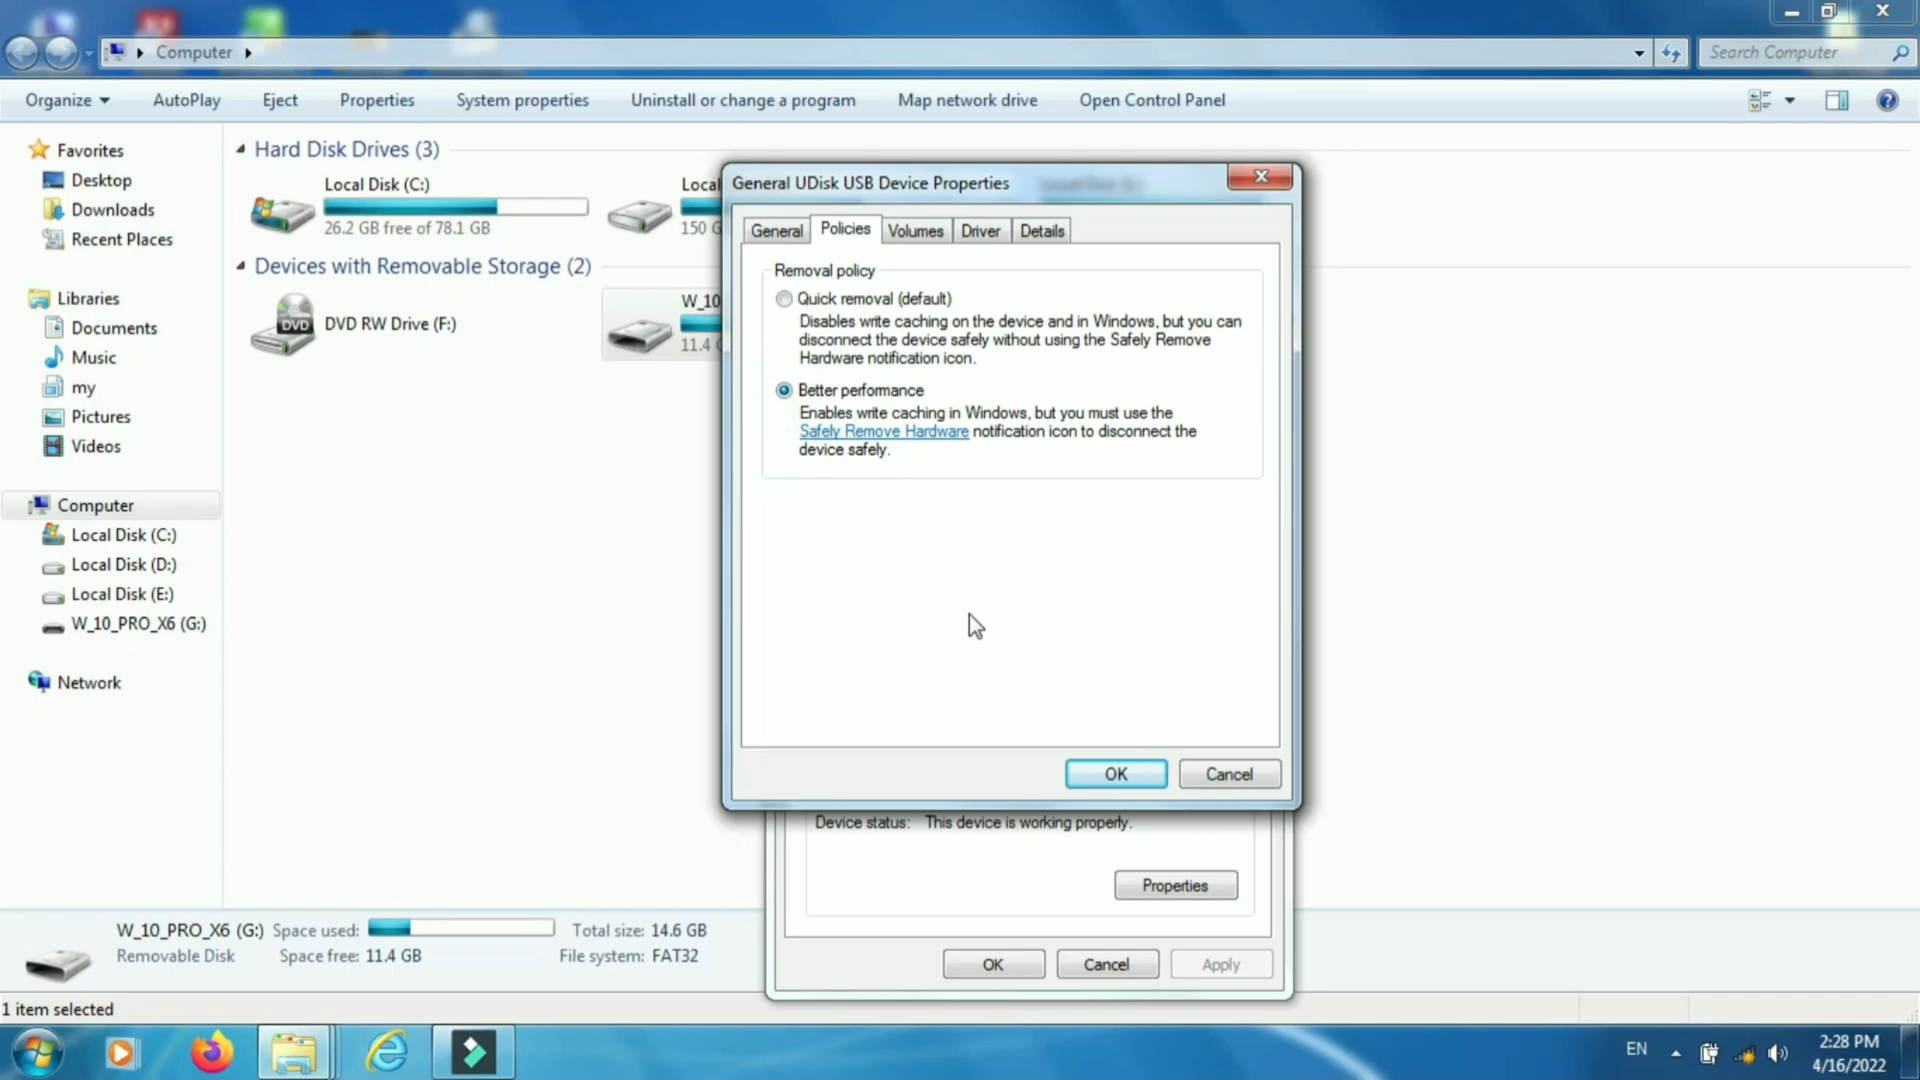 Computer
Search Computer
Organize
AutoPlay
Eject
Properties
System properties
Uninstall or change a program
Map network drive
Open Control Panel
Favorites
Desktop
Downloads
Recent Places
Libraries
Documents
Music
my
Pictures
Videos
Computer
Local Disk (C:)
Local Disk (D:)
Local Disk (E:)
W_10_PRO_X6 (G:)
Network
Hard Disk Drives (3)
Local Disk (C:)
26.2 GB free of 78.1 GB
Local
150 G
Devices with Removable Storage (2)
DVD
DVD RW Drive (F:)
W_10
11.4
General UDisk USB Device Properties
General
Policies
Volumes
Driver
Details
Removal policy
Quick removal (default)
Disables write caching on the device and in Windows, but you can
disconnect the device safely without using the Safely Remove
Hardware notification icon.
Better performance
Enables write caching in Windows, but you must use the
Safely Remove Hardware notification icon to disconnect the
device safely.
OK
Cancel
Device status: This device is working properly.
Properties
OK
Cancel
Apply
W_10_PRO_X6 (G:) Space used: Total size: 14.6 GB
Removable Disk Space free: 11.4 GB File system: FAT32
1 item selected
EN
2:28 PM
4/16/2022